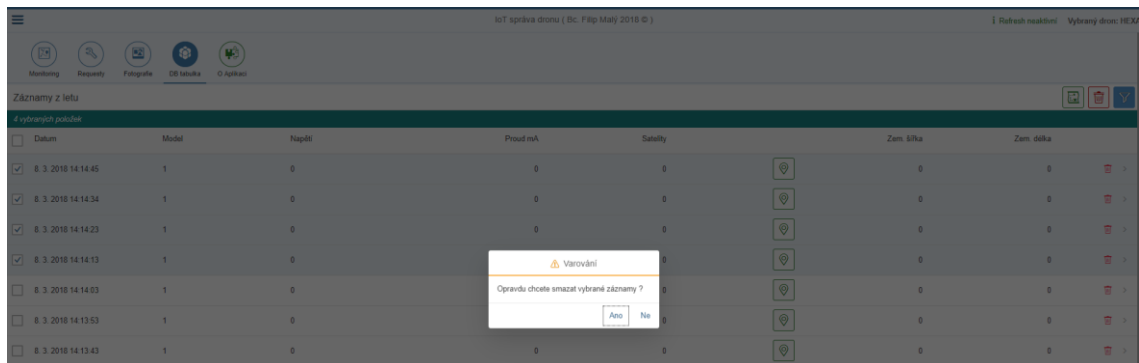 IoT správa dronu ( Bc. Filip Malý 2018 © )
Refresh neaktivní Vybraný dron: HEXA
Monitoring Requesty Fotografie DB tabulka O Aplikaci
Záznamy z letu
4 vybraných položek
Datum Model Napětí Proud mA Satelity Zem. šířka Zem. délka
8. 3. 2018 14:14:45 1 0 0 0 0 0
8. 3. 2018 14:14:34 1 0 0 0 0 0
8. 3. 2018 14:14:23 1 0 0 0 0 0
8. 3. 2018 14:14:13 1 0 0 0 0
Varování
Opravdu chcete smazat vybrané záznamy ?
Ano Ne
8. 3. 2018 14:14:03 1 0 0 0 0
8. 3. 2018 14:13:53 1 0 0 0 0
8. 3. 2018 14:13:43 1 0 0 0 0 0